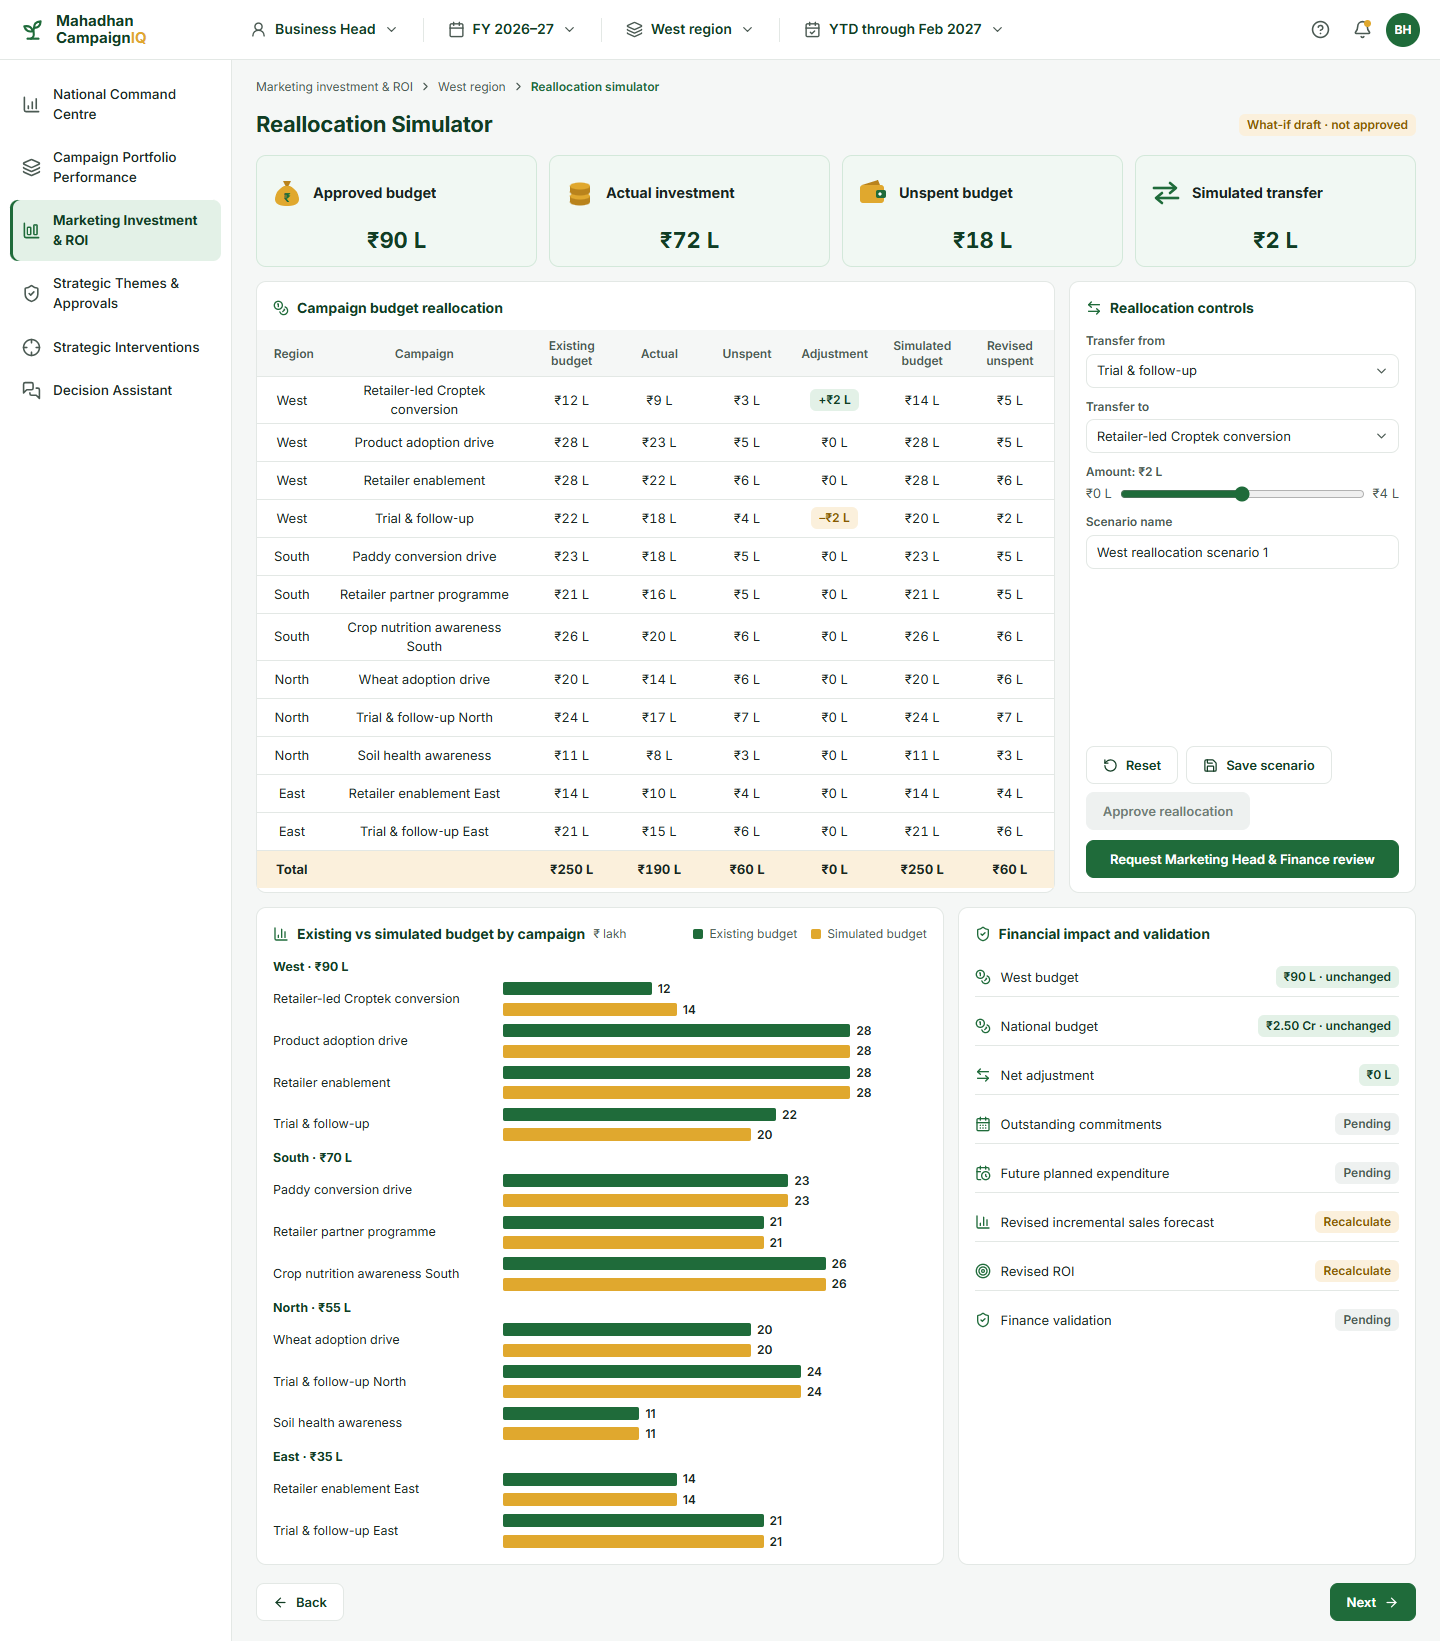 Mahadhan
CampaignIQ
Business Head
FY 2026–27
West region
YTD through Feb 2027
BH
National Command
Centre
Campaign Portfolio
Performance
Marketing Investment
& ROI
Strategic Themes &
Approvals
Strategic Interventions
Decision Assistant
Marketing investment & ROI > West region > Reallocation simulator
Reallocation Simulator
What-if draft · not approved
Approved budget
₹90 L
Actual investment
₹72 L
Unspent budget
₹18 L
Simulated transfer
₹2 L
Campaign budget reallocation
Region Campaign Existing budget Actual Unspent Adjustment Simulated budget Revised unspent
West Retailer-led Croptek conversion ₹12 L ₹9 L ₹3 L +₹2 L ₹14 L ₹5 L
West Product adoption drive ₹28 L ₹23 L ₹5 L ₹0 L ₹28 L ₹5 L
West Retailer enablement ₹28 L ₹22 L ₹6 L ₹0 L ₹28 L ₹6 L
West Trial & follow-up ₹22 L ₹18 L ₹4 L –₹2 L ₹20 L ₹2 L
South Paddy conversion drive ₹23 L ₹18 L ₹5 L ₹0 L ₹23 L ₹5 L
South Retailer partner programme ₹21 L ₹16 L ₹5 L ₹0 L ₹21 L ₹5 L
South Crop nutrition awareness South ₹26 L ₹20 L ₹6 L ₹0 L ₹26 L ₹6 L
North Wheat adoption drive ₹20 L ₹14 L ₹6 L ₹0 L ₹20 L ₹6 L
North Trial & follow-up North ₹24 L ₹17 L ₹7 L ₹0 L ₹24 L ₹7 L
North Soil health awareness ₹11 L ₹8 L ₹3 L ₹0 L ₹11 L ₹3 L
East Retailer enablement East ₹14 L ₹10 L ₹4 L ₹0 L ₹14 L ₹4 L
East Trial & follow-up East ₹21 L ₹15 L ₹6 L ₹0 L ₹21 L ₹6 L
Total ₹250 L ₹190 L ₹60 L ₹0 L ₹250 L ₹60 L
Reallocation controls
Transfer from
Trial & follow-up
Transfer to
Retailer-led Croptek conversion
Amount: ₹2 L
₹0 L ₹4 L
Scenario name
West reallocation scenario 1
Reset
Save scenario
Approve reallocation
Request Marketing Head & Finance review
Existing vs simulated budget by campaign ₹ lakh
Existing budget
Simulated budget
West · ₹90 L
Retailer-led Croptek conversion
12
14
Product adoption drive
28
28
Retailer enablement
28
28
Trial & follow-up
22
20
South · ₹70 L
Paddy conversion drive
23
23
Retailer partner programme
21
21
Crop nutrition awareness South
26
26
North · ₹55 L
Wheat adoption drive
20
20
Trial & follow-up North
24
24
Soil health awareness
11
11
East · ₹35 L
Retailer enablement East
14
14
Trial & follow-up East
21
21
Financial impact and validation
West budget ₹90 L · unchanged
National budget ₹2.50 Cr · unchanged
Net adjustment ₹0 L
Outstanding commitments Pending
Future planned expenditure Pending
Revised incremental sales forecast Recalculate
Revised ROI Recalculate
Finance validation Pending
Back
Next